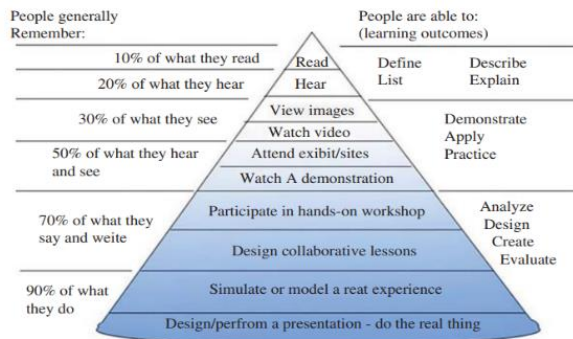 People generally
Remember:
People are able to:
(learning outcomes)
10% of what they read
Read
Define
Describe
List
Explain
20% of what they hear
Hear
30% of what they see
View images
Watch video
Demonstrate
Apply
Practice
50% of what they hear
and see
Attend exibit/sites
Watch A demonstration
70% of what they
say and weite
Participate in hands-on workshop
Design collaborative lessons
Analyze
Design
Create
Evaluate
90% of what
they do
Simulate or model a reat experience
Design/perfrom a presentation - do the real thing